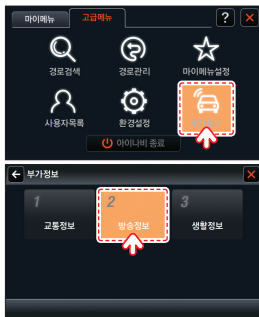 마이메뉴 고급메뉴 ? ×
경로검색 경로관리 마이메뉴설정
사용자목록 환경설정
아이나비 종료
부가정보 ×
1 2 3
교통정보 방송정보 생활정보